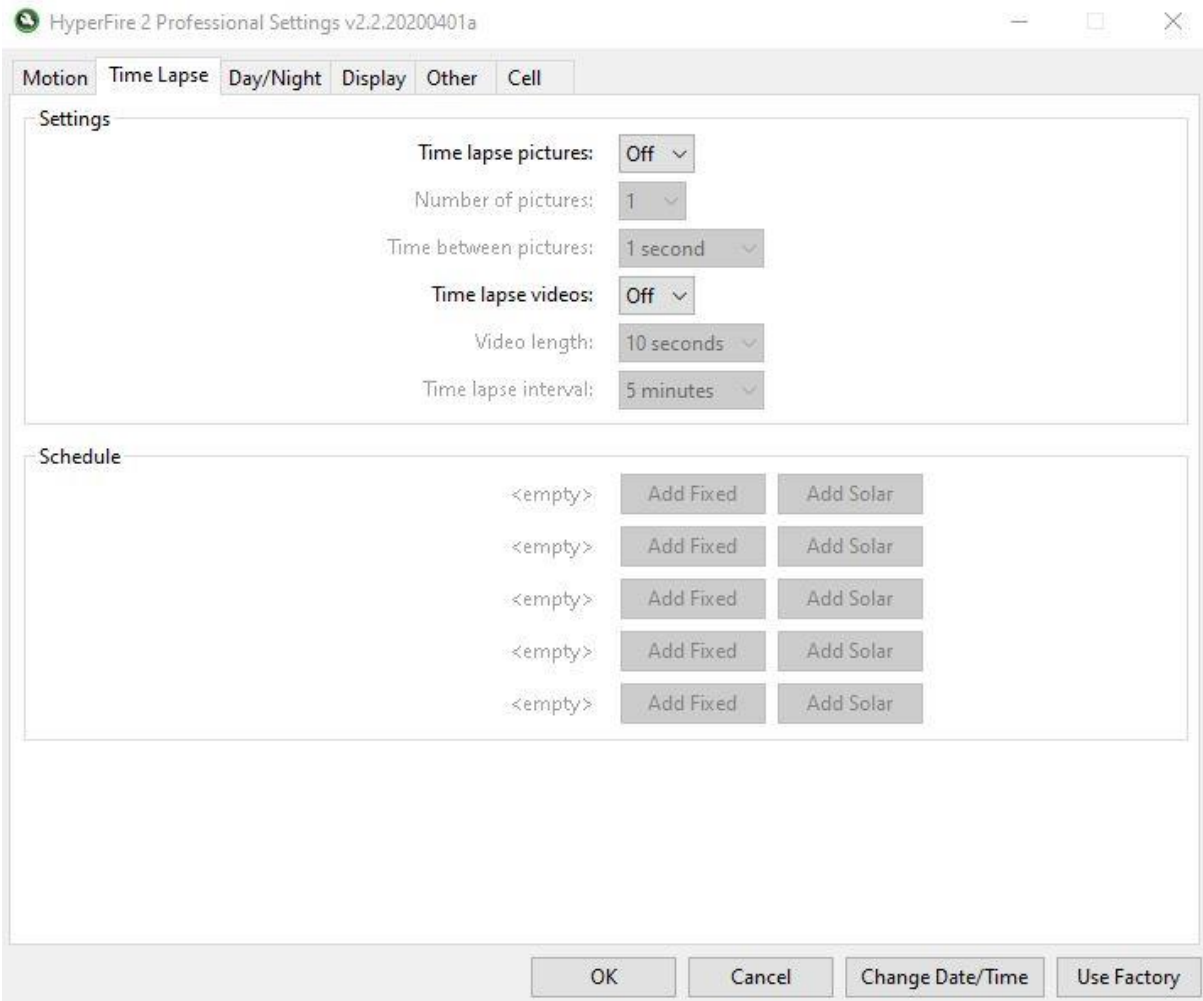 HyperFire 2 Professional Settings v2.2.20200401a
Motion Time Lapse Day/Night Display Other Cell
Settings
Time lapse pictures: Off
Number of pictures: 1
Time between pictures: 1 second
Time lapse videos: Off
Video length: 10 seconds
Time lapse interval: 5 minutes
Schedule
<empty> Add Fixed Add Solar
<empty> Add Fixed Add Solar
<empty> Add Fixed Add Solar
<empty> Add Fixed Add Solar
<empty> Add Fixed Add Solar
OK Cancel Change Date/Time Use Factory